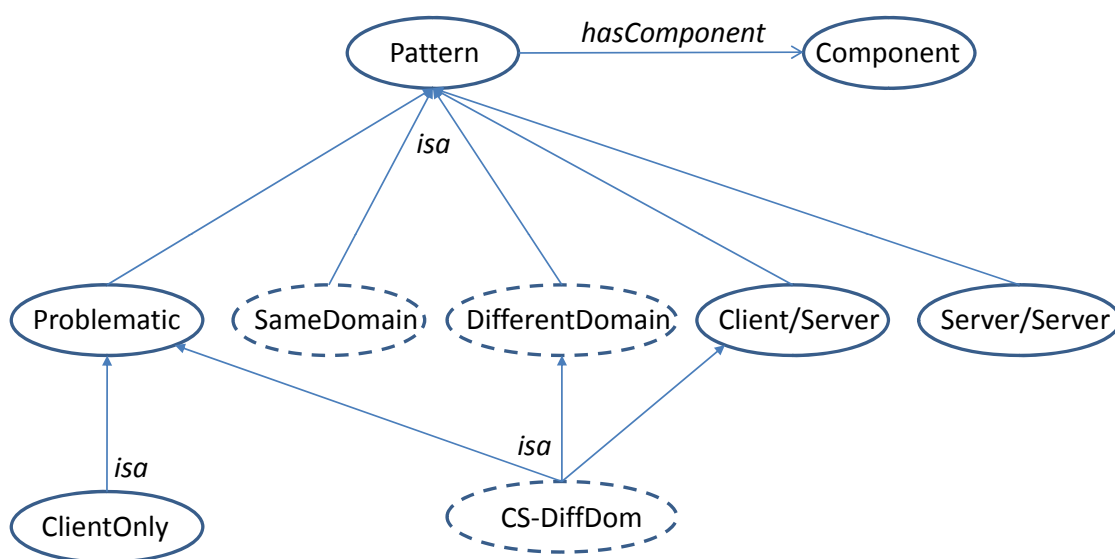 hasComponent
Pattern
Component
isa
Problematic
SameDomain
DifferentDomain
Client/Server
Server/Server
isa
isa
ClientOnly
CS-DiffDom